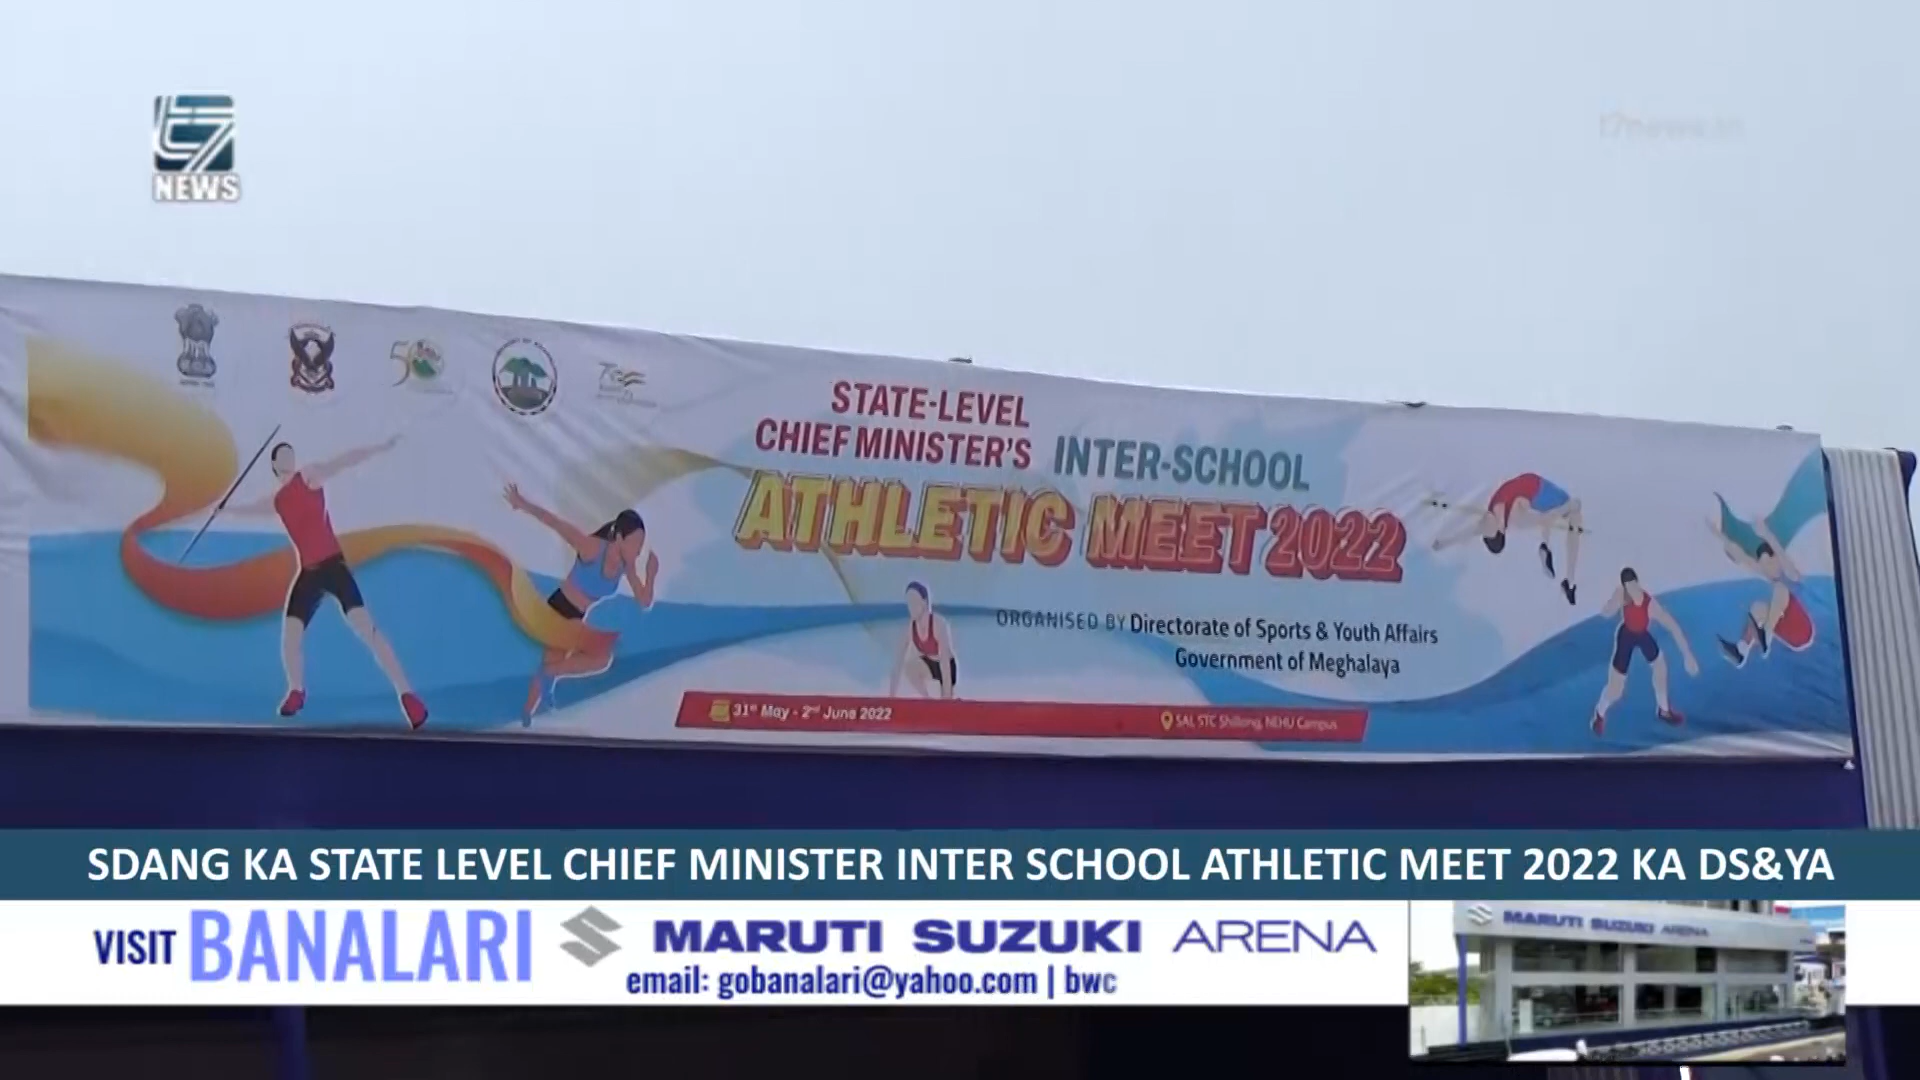 T7
NEWS
t7news.in
STATE-LEVEL
CHIEF MINISTER'S INTER-SCHOOL
ATHLETIC MEET 2022
ORGANISED BY Directorate of Sports & Youth Affairs
Government of Meghalaya
31st May - 2nd June 2022
SAI, STC Shillong, NEHU Campus
SDANG KA STATE LEVEL CHIEF MINISTER INTER SCHOOL ATHLETIC MEET 2022 KA DS&YA
VISIT BANALARI MARUTI SUZUKI ARENA
email: gobanalari@yahoo.com | bwc
MARUTI SUZUKI ARENA